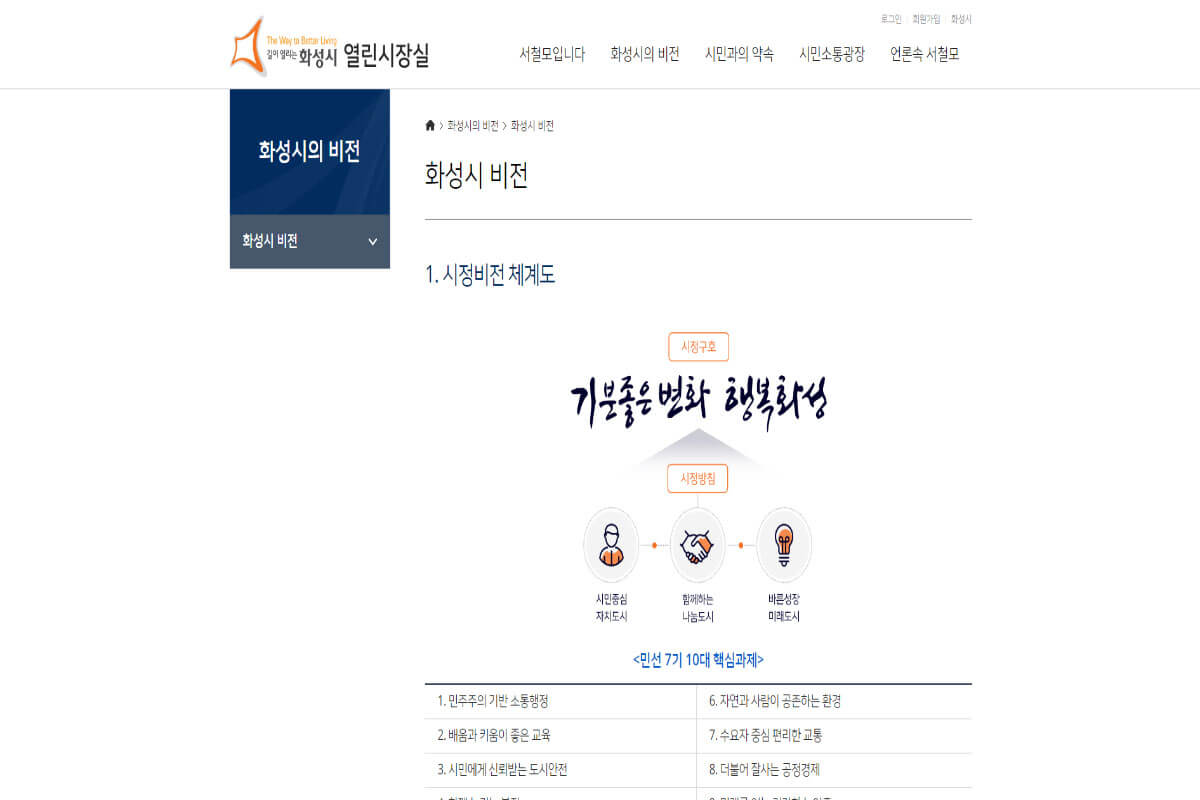 로그인 회원가입 화성시
The Way to Better Living
길이 열리는 화성시 열린시장실
서철모입니다 화성시의 비전 시민과의 약속 시민소통광장 언론속 서철모
화성시의 비전
화성시 비전
화성시의 비전 > 화성시 비전
화성시 비전
1. 시정비전 체계도
시정구호
기분좋은변화 행복화성
시정방침
시민중심
자치도시
함께하는
나눔도시
바른성장
미래도시
<민선 7기 10대 핵심과제>
1. 민주주의 기반 소통행정
6. 자연과 사람이 공존하는 환경
2. 배움과 키움이 좋은 교육
7. 수요자 중심 편리한 교통
3. 시민에게 신뢰받는 도시안전
8. 더불어 잘사는 공정경제